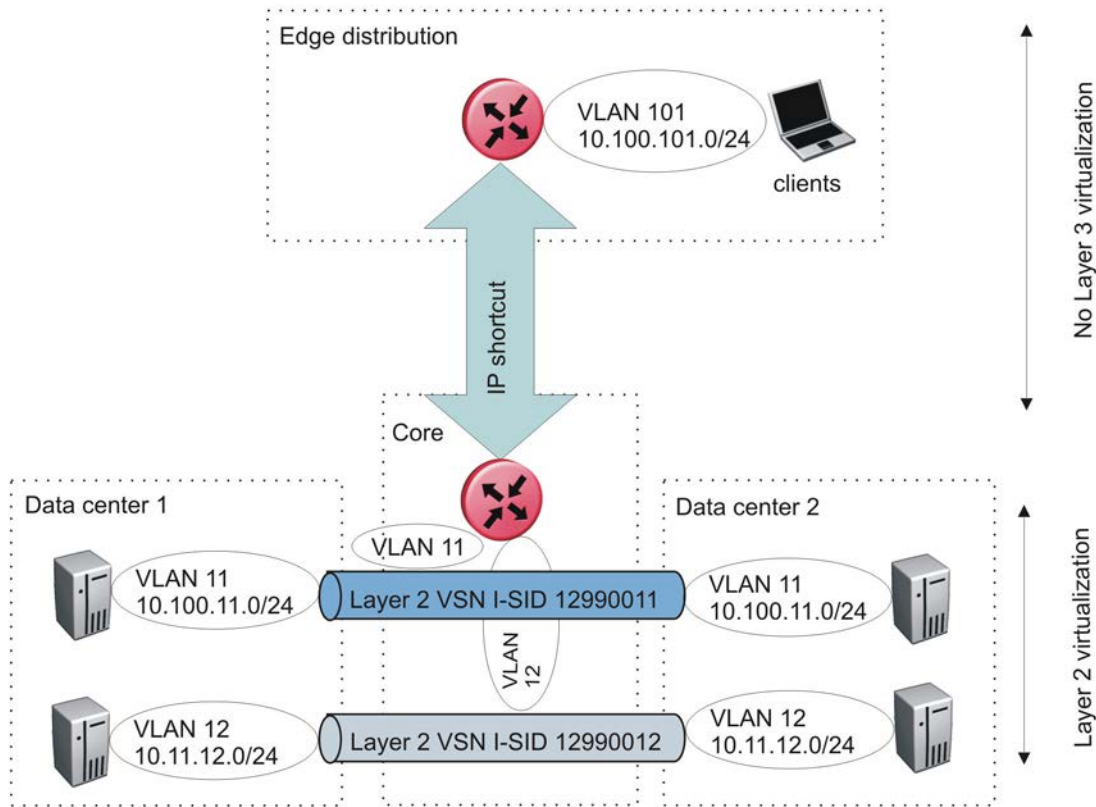 Edge distribution
VLAN 101
10.100.101.0/24
clients
No Layer 3 virtualization
IP shortcut
Core
Data center 1
Data center 2
VLAN 11
VLAN 11
10.100.11.0/24
Layer 2 VSN I-SID 12990011
VLAN 11
10.100.11.0/24
VLAN
12
Layer 2 virtualization
VLAN 12
10.11.12.0/24
Layer 2 VSN I-SID 12990012
VLAN 12
10.11.12.0/24